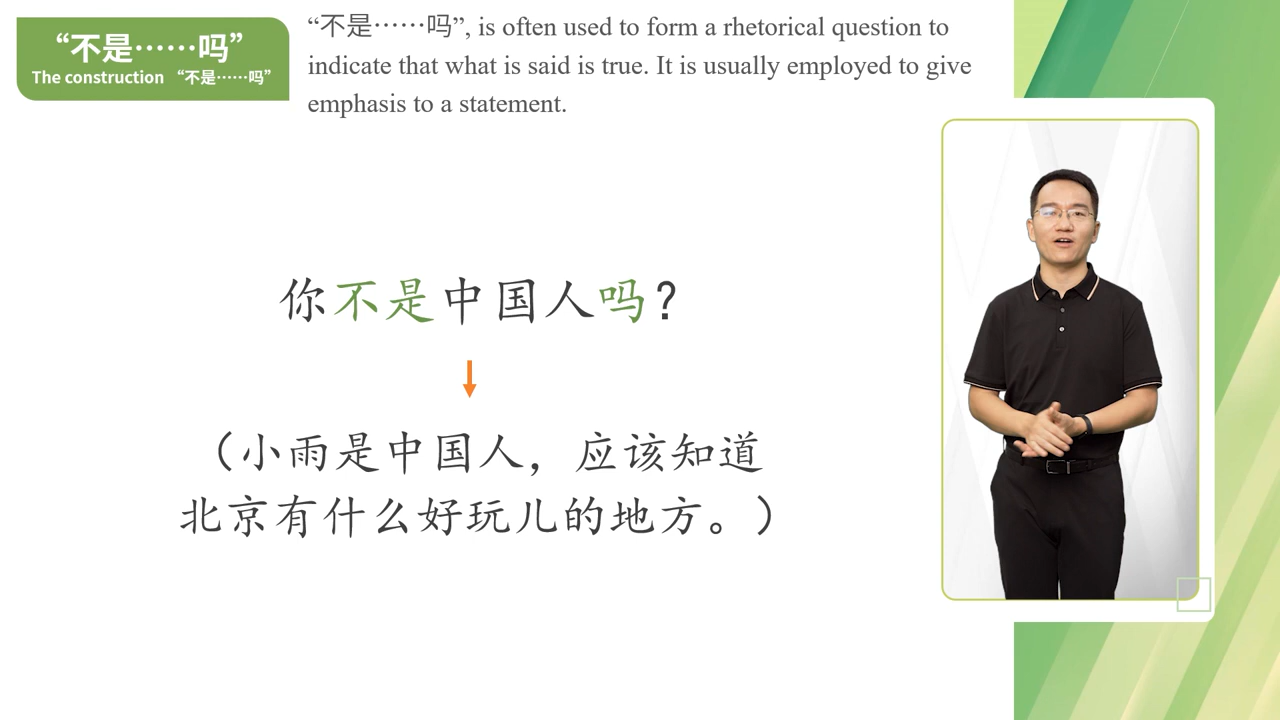 “不是……吗”
The construction “不是……吗”
“不是……吗”, is often used to form a rhetorical question to
indicate that what is said is true. It is usually employed to give
emphasis to a statement.
你不是中国人吗？
（小雨是中国人，应该知道
北京有什么好玩儿的地方。）